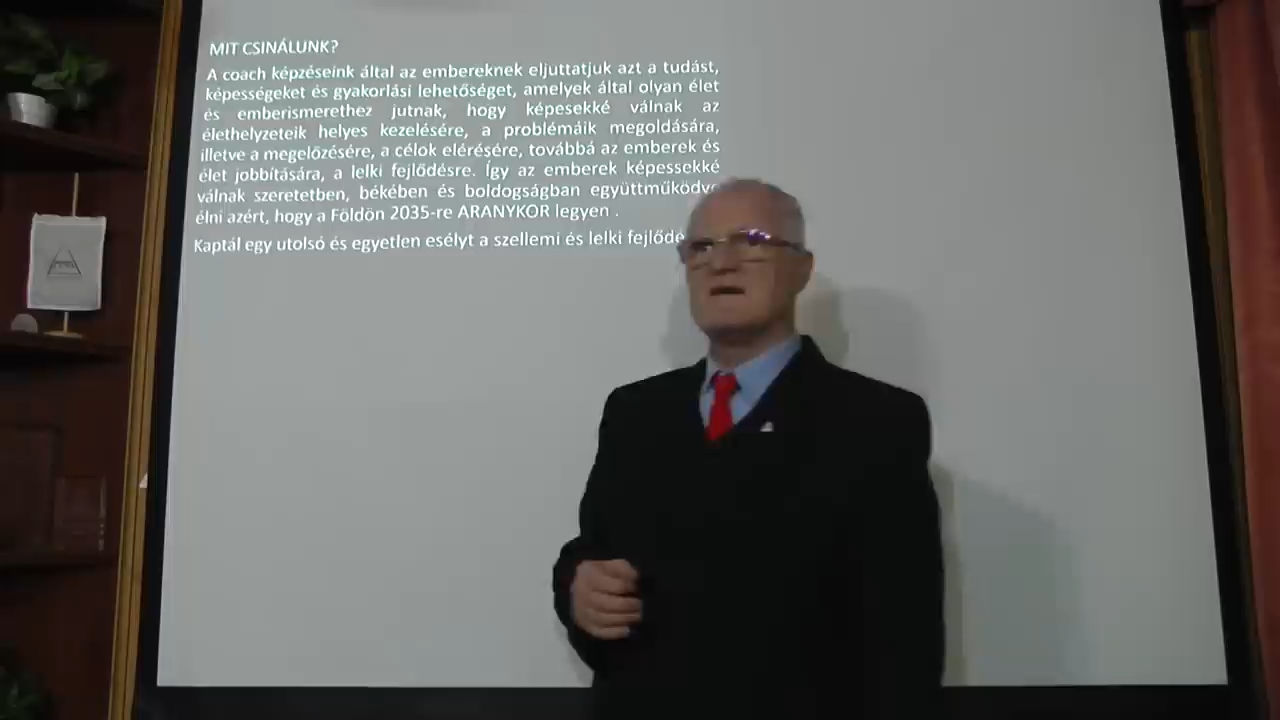 MIT CSINÁLUNK?
A coach képzéseink által az embereknek eljuttatjuk azt a tudást,
képességeket és gyakorlási lehetőséget, amelyek által olyan élet
és emberismerethez jutnak, hogy képesekké válnak az
élethelyzeteik helyes kezelésére, a problémáik megoldására,
illetve a megelőzésére, a célok elérésére, továbbá az emberek és
élet jobbítására, a lelki fejlődésre. Így az emberek képessekké
válnak szeretetben, békében és boldogságban együttműködve
élni azért, hogy a Földön 2035-re ARANYKOR legyen .
Kaptál egy utolsó és egyetlen esélyt a szellemi és lelki fejlődé